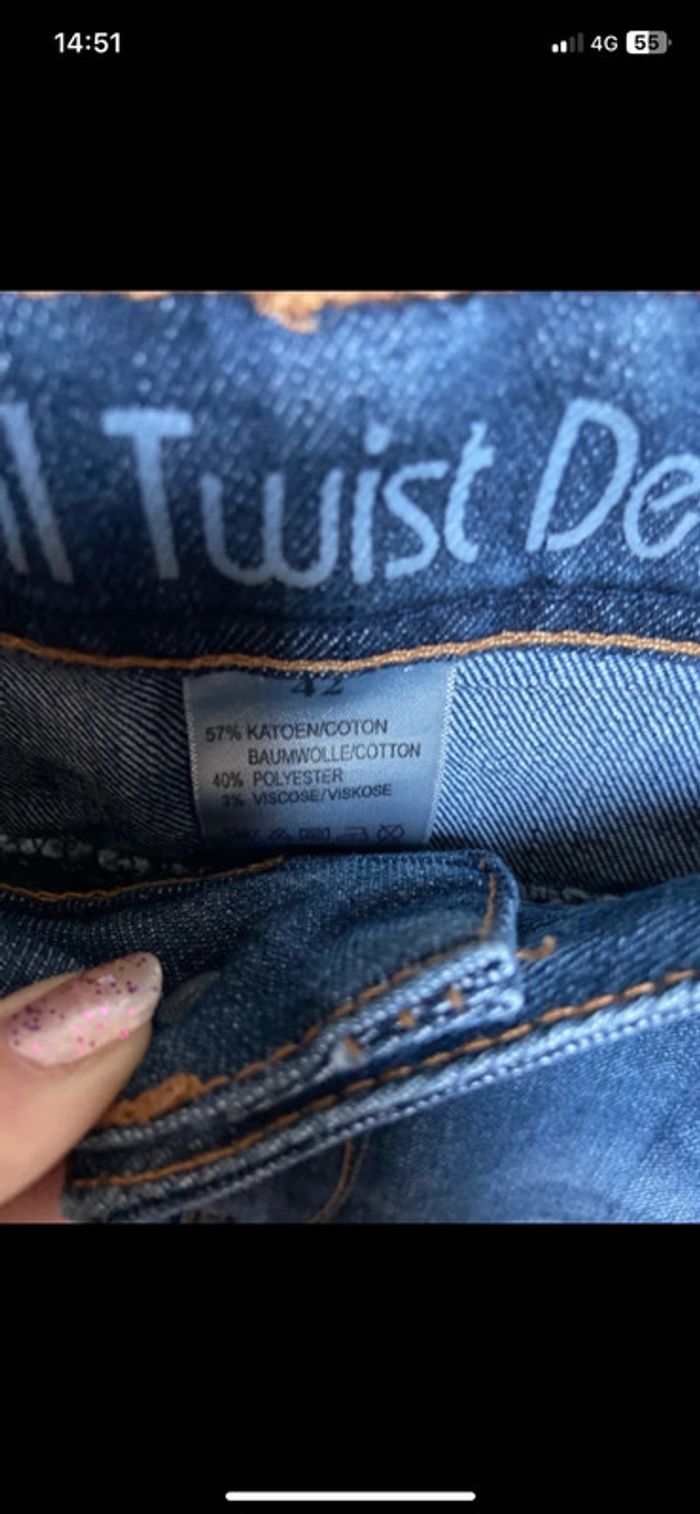 14:51 4G 55
Twist De
42
57% KATOEN/COTON
BAUMWOLLE/COTTON
40% POLYESTER
3% VISCOSE/VISKOSE